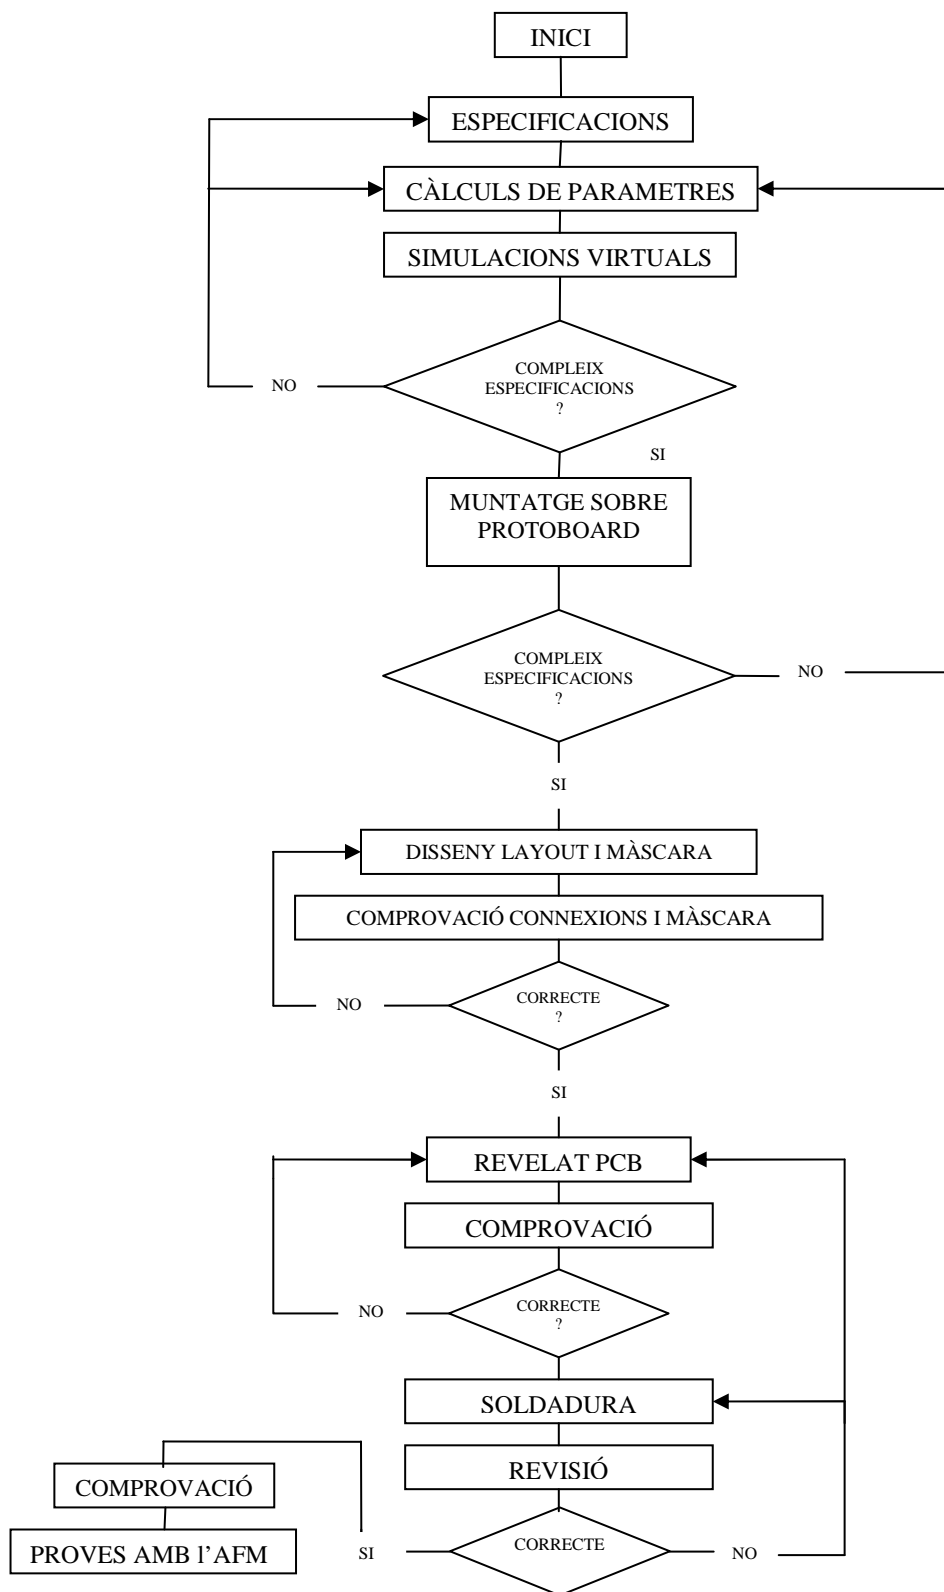 INICI
ESPECIFICACIONS
CÀLCULS DE PARAMETRES
SIMULACIONS VIRTUALS
COMPLEIX
ESPECIFICACIONS
?
NO
SI
MUNTATGE SOBRE
PROTOBOARD
COMPLEIX
ESPECIFICACIONS
?
NO
SI
DISSENY LAYOUT I MÀSCARA
COMPROVACIÓ CONNEXIONS I MÀSCARA
CORRECTE
?
NO
SI
REVELAT PCB
COMPROVACIÓ
CORRECTE
?
NO
SOLDADURA
REVISIÓ
COMPROVACIÓ
PROVES AMB l'AFM
SI
CORRECTE
NO